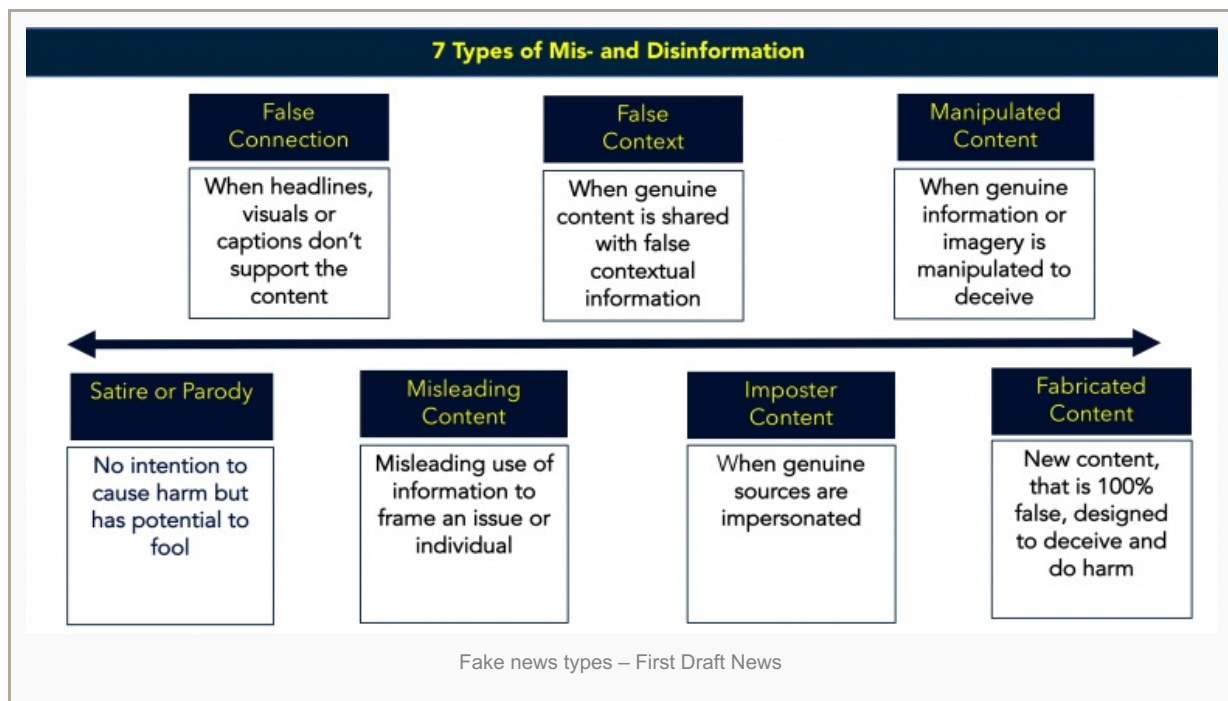 7 Types of Mis- and Disinformation
False
Connection
When headlines,
visuals or
captions don't
support the
content
False
Context
When genuine
content is shared
with false
contextual
information
Manipulated
Content
When genuine
information or
imagery is
manipulated to
deceive
Satire or Parody
No intention to
cause harm but
has potential to
fool
Misleading
Content
Misleading use of
information to
frame an issue or
individual
Imposter
Content
When genuine
sources are
impersonated
Fabricated
Content
New content,
that is 100%
false, designed
to deceive and
do harm
Fake news types – First Draft News